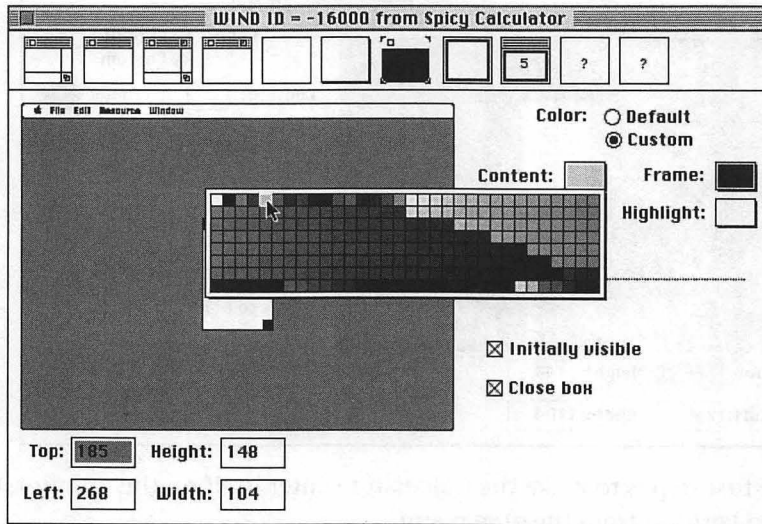 WIND ID = -16000 from Spicy Calculator
5 ? ?
File Edit Resource Window
Color: Default
Custom
Content: Frame:
Highlight:
Initially visible
Close box
Top: 185 Height: 148
Left: 268 Width: 104